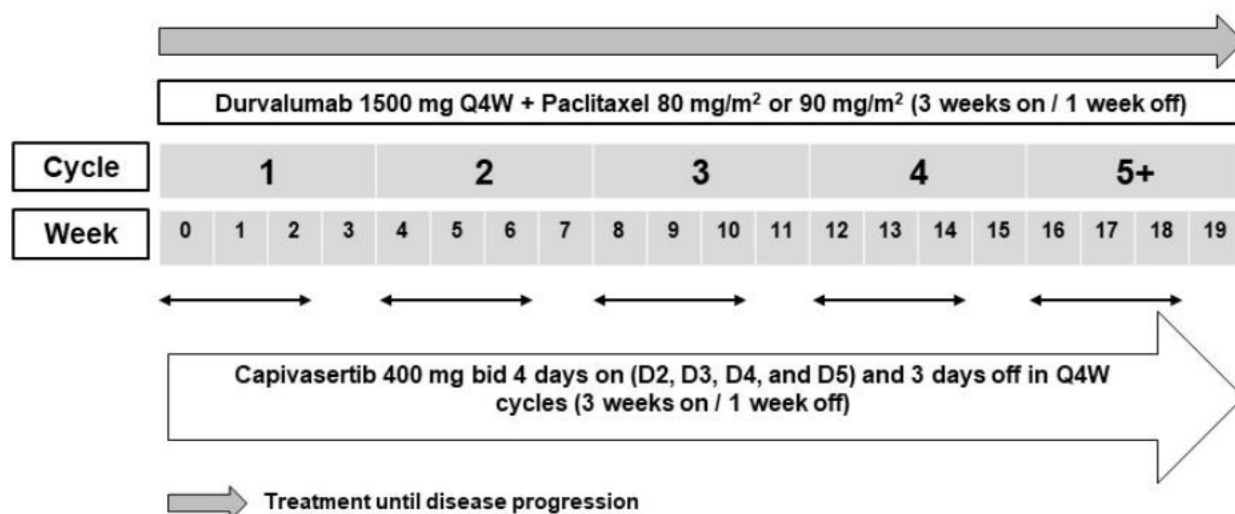 Durvalumab 1500 mg Q4W + Paclitaxel 80 mg/m² or 90 mg/m² (3 weeks on / 1 week off)
Cycle 1 2 3 4 5+
Week 0 1 2 3 4 5 6 7 8 9 10 11 12 13 14 15 16 17 18 19
Capivasertib 400 mg bid 4 days on (D2, D3, D4, and D5) and 3 days off in Q4W
cycles (3 weeks on / 1 week off)
Treatment until disease progression